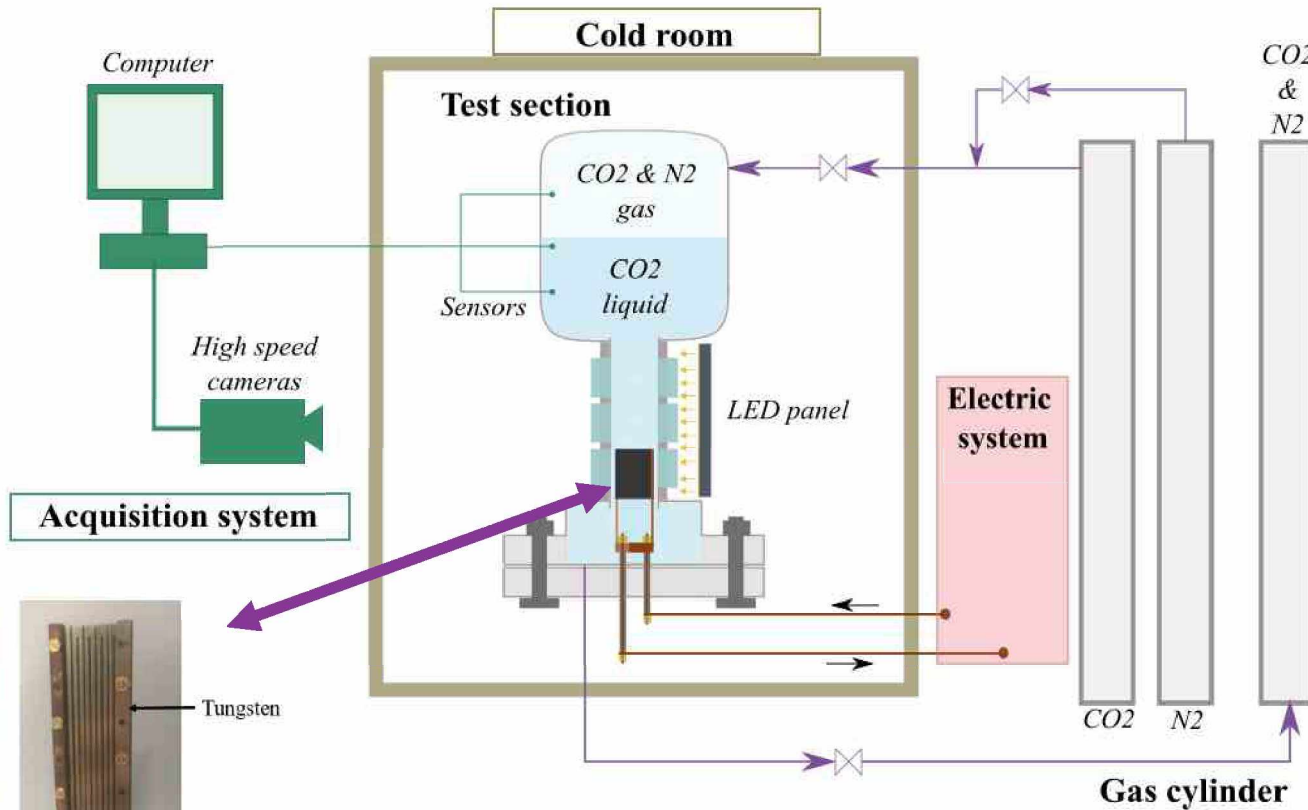 Cold room
Computer
CO2
&
N2
Test section
CO2 & N2
gas
CO2
liquid
Sensors
High speed
cameras
LED panel
Electric
system
Acquisition system
Tungsten
CO2
N2
Gas cylinder